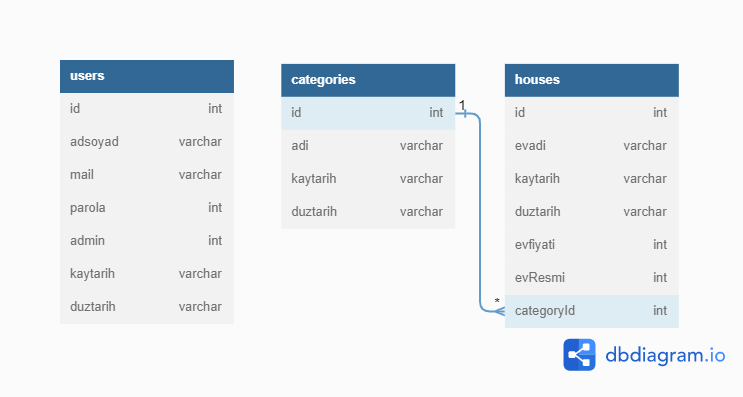 users
id int
adsoyad varchar
mail varchar
parola int
admin int
kaytarih varchar
duztarih varchar
categories
id int
adi varchar
kaytarih varchar
duztarih varchar
1
*
houses
id int
evadi varchar
kaytarih varchar
duztarih varchar
evfiyati int
evResmi int
categoryId int
dbdiagram.io